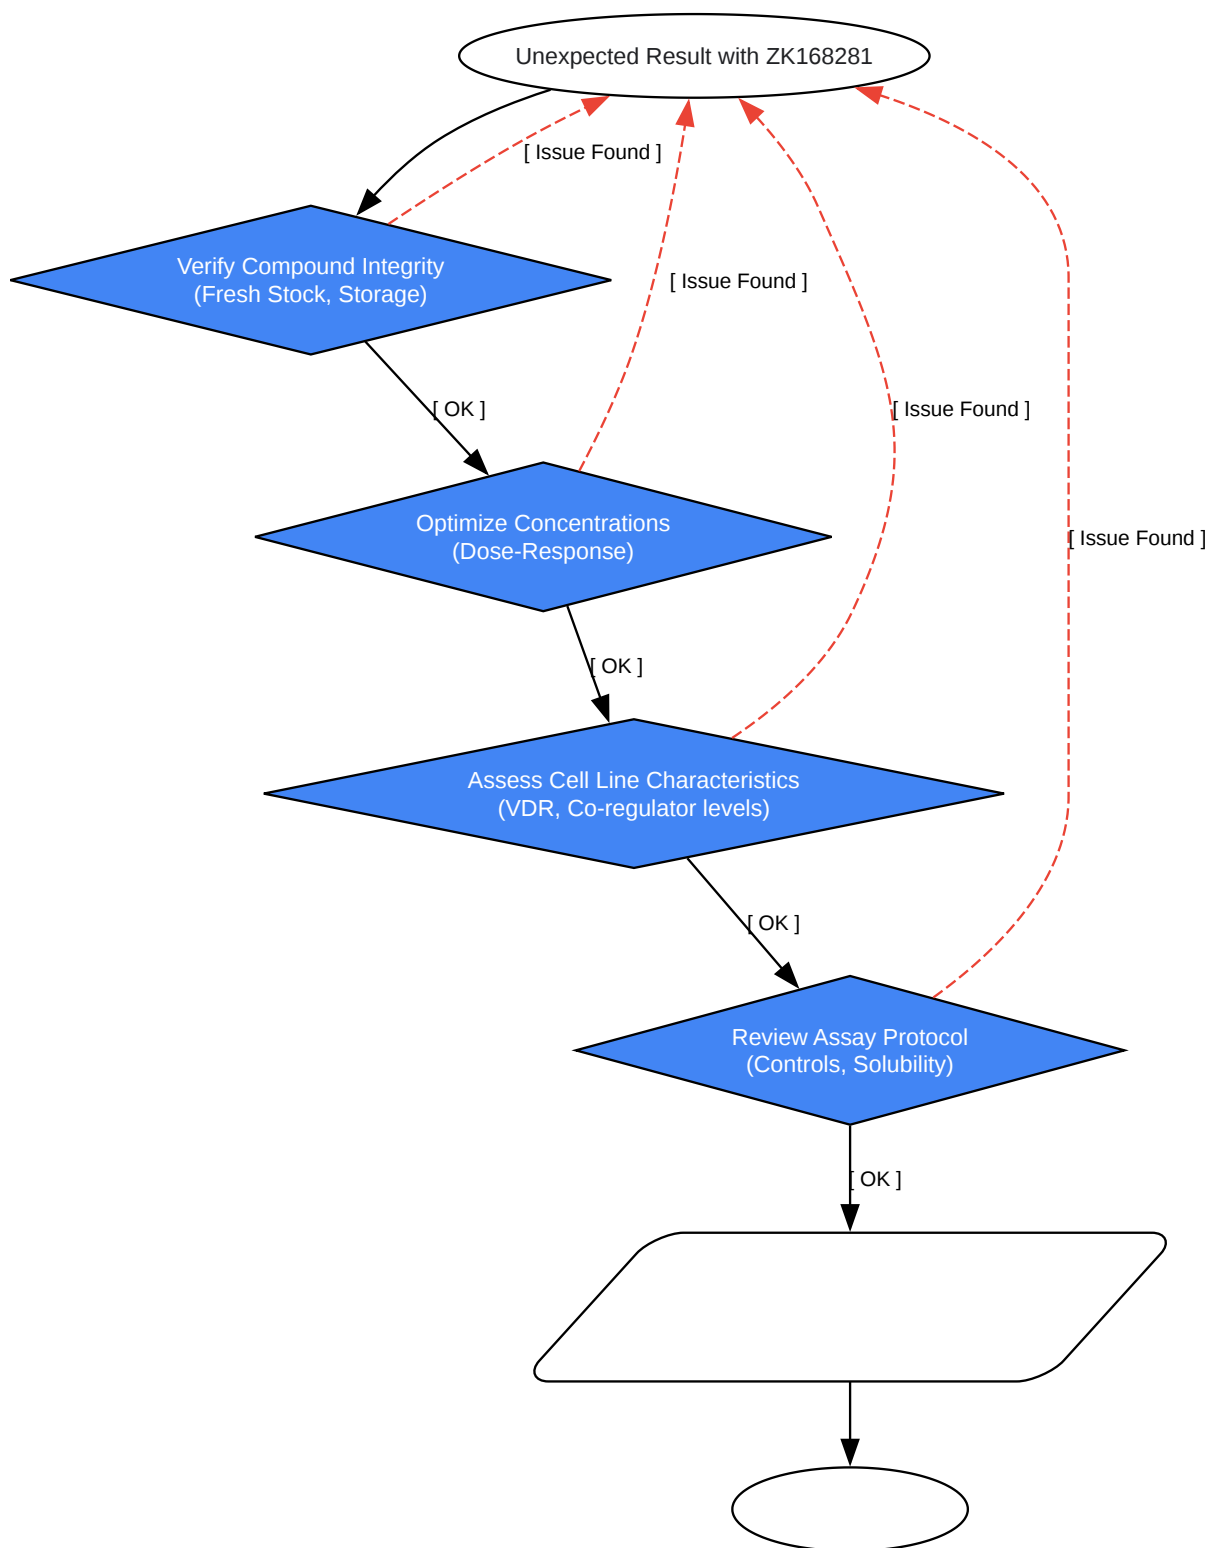 Unexpected Result with ZK168281
[ Issue Found ]
Verify Compound Integrity
(Fresh Stock, Storage)
[ Issue Found ]
[ OK ]
[ Issue Found ]
Optimize Concentrations
(Dose-Response)
[ Issue Found ]
[ OK ]
Assess Cell Line Characteristics
(VDR, Co-regulator levels)
[ OK ]
Review Assay Protocol
(Controls, Solubility)
[ OK ]